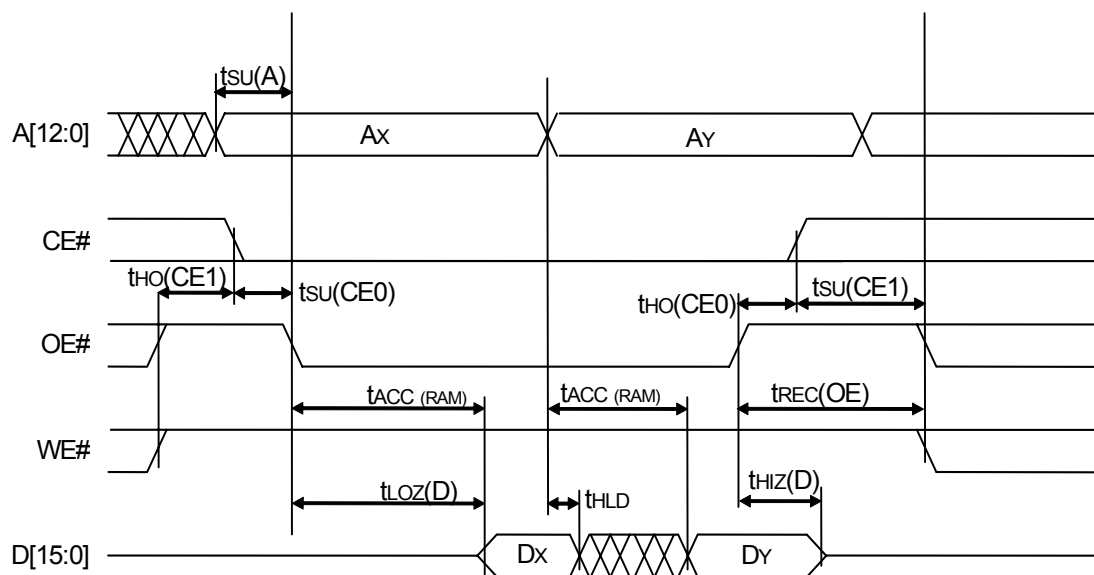 tSU(A)
A[12:0]
AX
AY
CE#
tHO(CE1)
tSU(CE0)
tHO(CE0)
tSU(CE1)
OE#
tACC (RAM)
tACC (RAM)
tREC(OE)
WE#
tLOZ(D)
tHLD
tHIZ(D)
D[15:0]
DX
DY